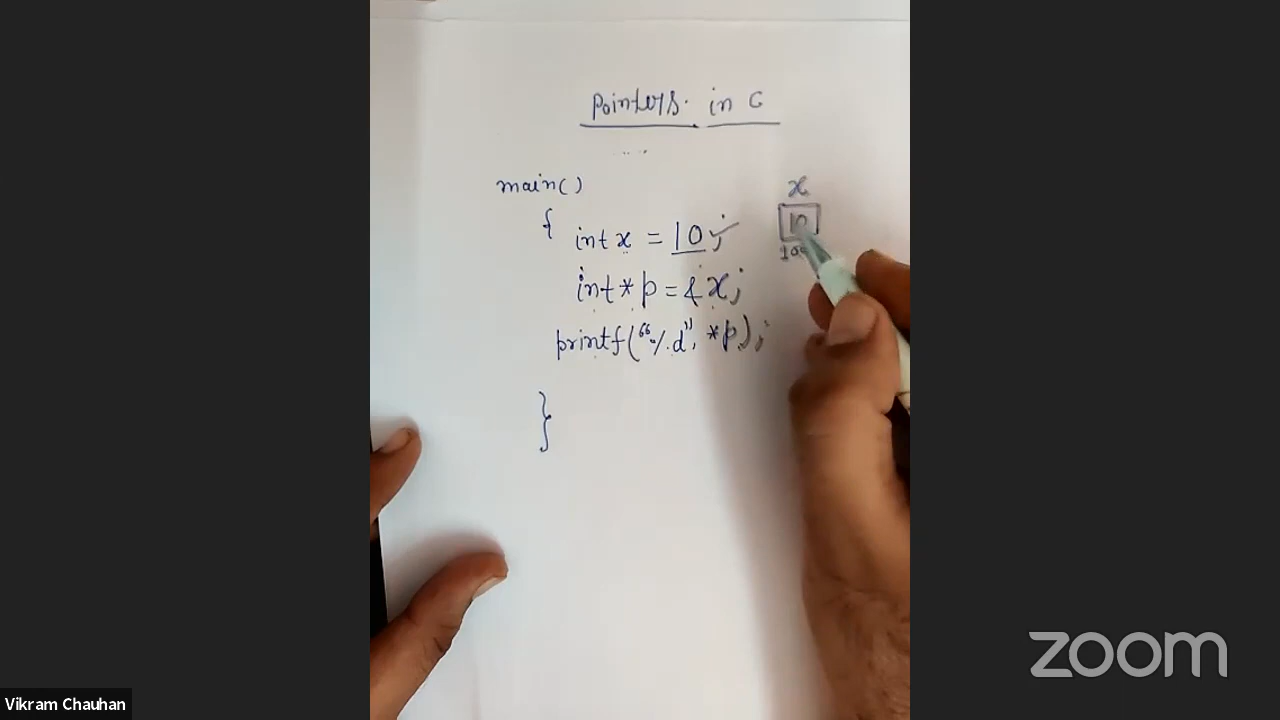 Pointers. in C
main()
x
{ int x = 10;
10
int *p = &x;
printf("%d", *p);
}
zoom
Vikram Chauhan